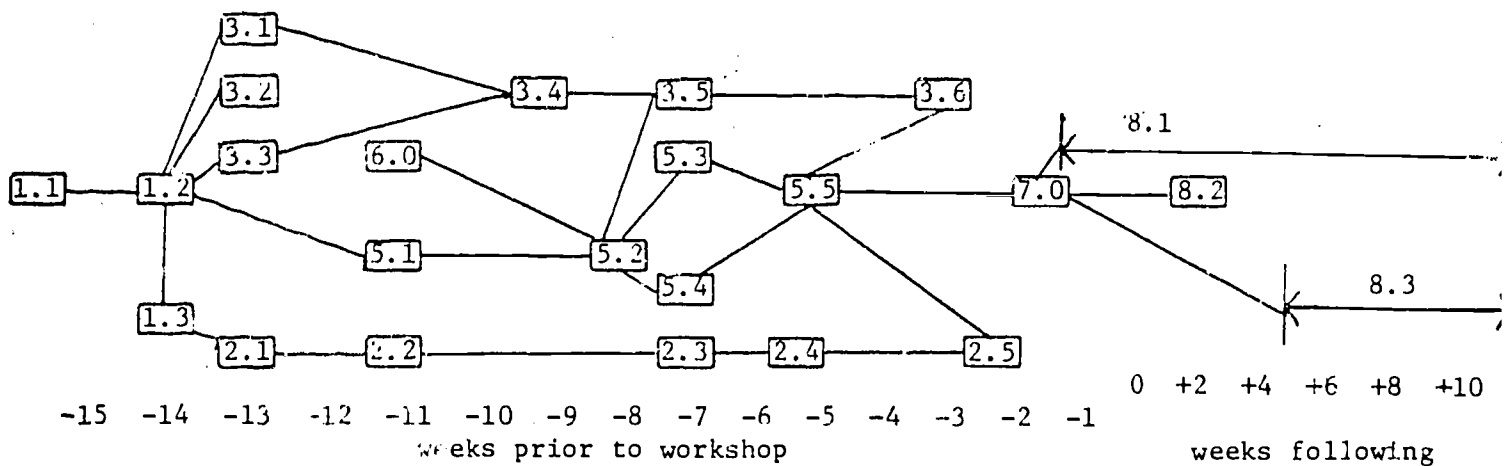 3.1
8.1
3.2 3.4 3.5 3.6
3.3 6.0 5.3
1.1 1.2 5.5 7.0 8.2
5.1 5.2
5.4 8.3
1.3
2.1 2.2 2.3 2.4 2.5
0 +2 +4 +6 +8 +10
-15 -14 -13 -12 -11 -10 -9 -8 -7 -6 -5 -4 -3 -2 -1
weeks prior to workshop weeks following